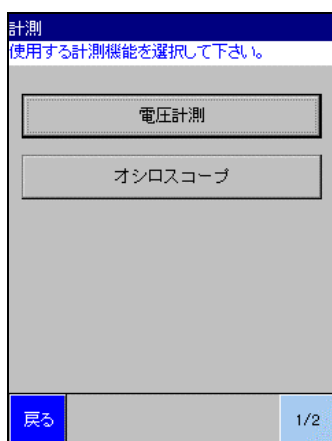 計測
使用する計測機能を選択して下さい。
電圧計測
オシロスコープ
戻る
1/2